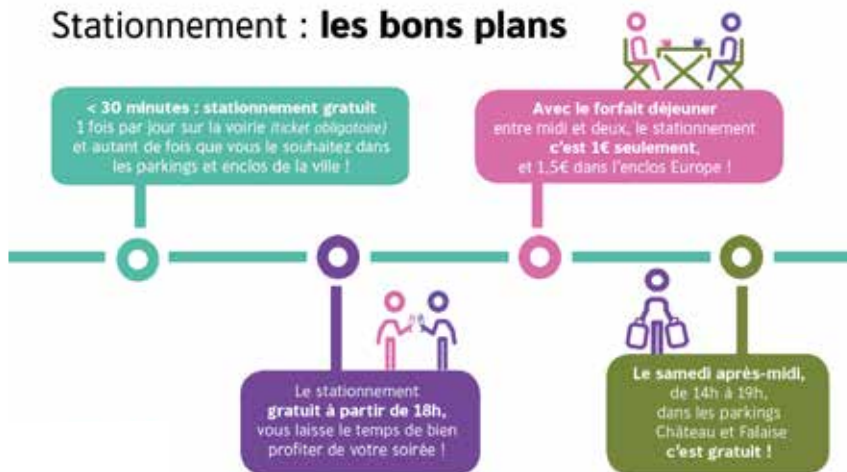 Stationnement : les bons plans
< 30 minutes : stationnement gratuit
1 fois par jour sur la voirie (ticket obligatoire)
et autant de fois que vous le souhaitez dans
les parkings et enclos de la ville !
Avec le forfait déjeuner
entre midi et deux, le stationnement
c'est 1€ seulement,
et 1,5€ dans l'enclos Europe !
Le stationnement
gratuit à partir de 18h,
vous laisse le temps de bien
profiter de votre soirée !
Le samedi après-midi,
de 14h à 19h,
dans les parkings
Château et Falaise
c'est gratuit !